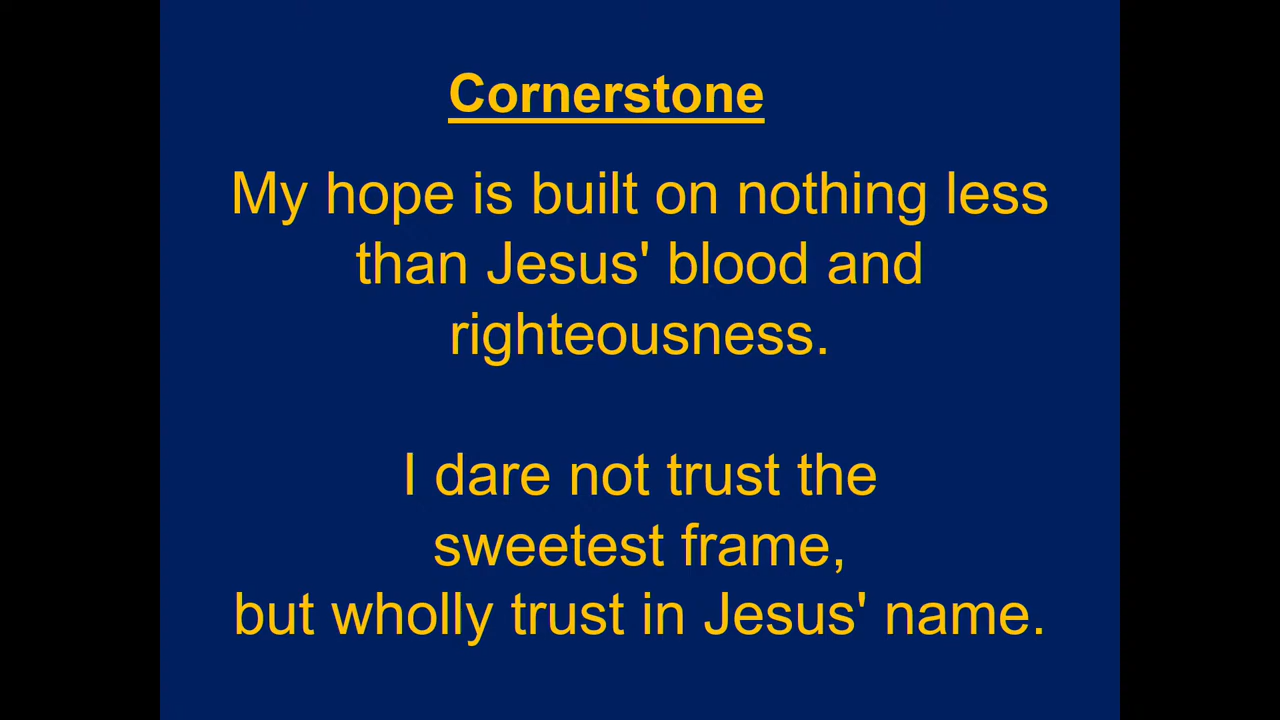 Cornerstone
My hope is built on nothing less
than Jesus' blood and
righteousness.
I dare not trust the
sweetest frame,
but wholly trust in Jesus' name.